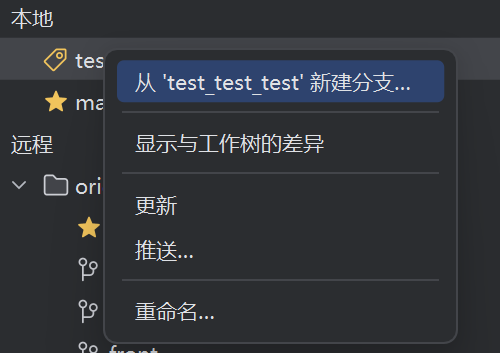 本地
tes
从 'test_test_test' 新建分支...
ma
显示与工作树的差异
远程
ori
更新
推送...
重命名...
front